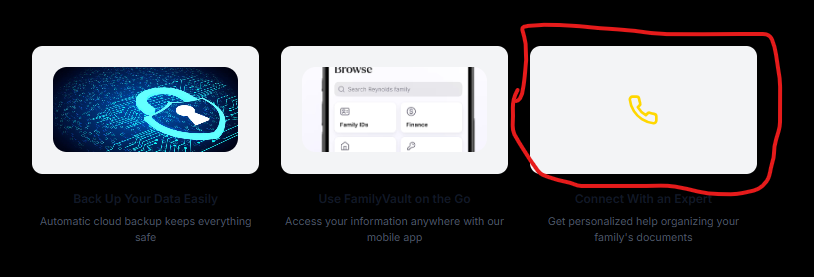 Browse
Search Reynolds family
Family IDs
Finance
Back Up Your Data Easily
Automatic cloud backup keeps everything
safe
Use FamilyVault on the Go
Access your information anywhere with our
mobile app
Connect With an Expert
Get personalized help organizing your
family's documents